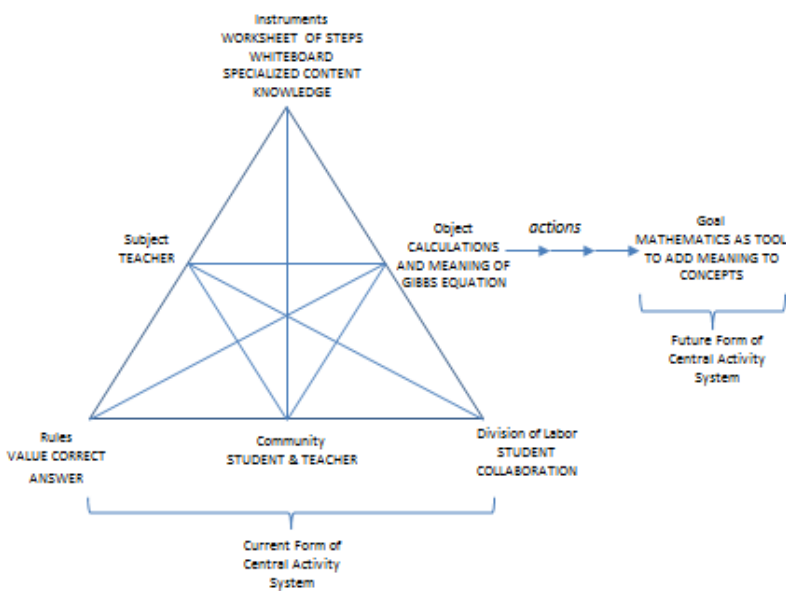 Instruments
WORKSHEET OF STEPS
WHITEBOARD
SPECIALIZED CONTENT
KNOWLEDGE
Subject
TEACHER
Object
CALCULATIONS
AND MEANING OF
GIBBS EQUATION
actions
Goal
MATHEMATICS AS TOOL
TO ADD MEANING TO
CONCEPTS
Future Form of
Central Activity
System
Rules
VALUE CORRECT
ANSWER
Community
STUDENT & TEACHER
Division of Labor
STUDENT
COLLABORATION
Current Form of
Central Activity
System